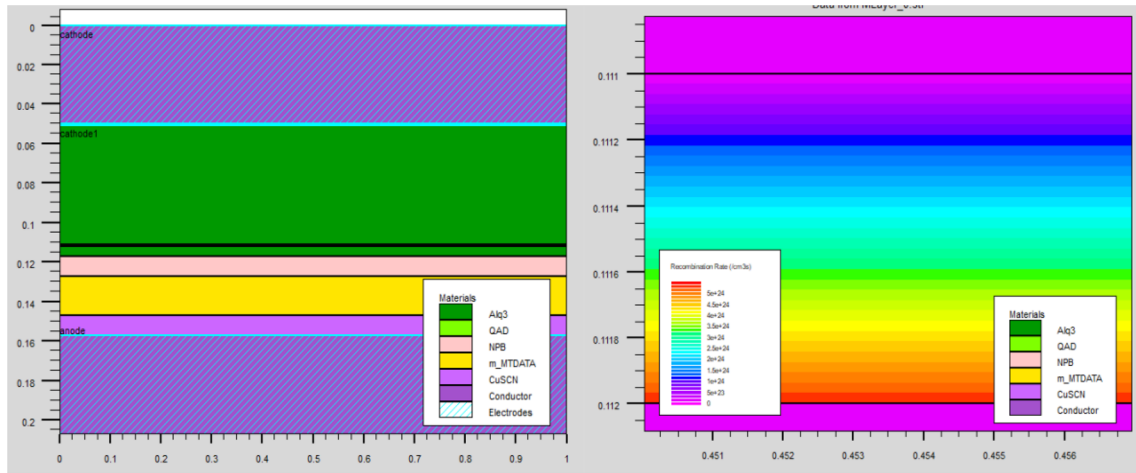 Data from MLayer_0.str
0
0.02
0.04
0.06
0.08
0.1
0.12
0.14
0.16
0.18
0.2
cathode
cathode1
anode
Materials
Alq3
QAD
NPB
m_MTDATA
CuSCN
Conductor
Electrodes
0 0.1 0.2 0.3 0.4 0.5 0.6 0.7 0.8 0.9 1
0.111
0.1112
0.1114
0.1116
0.1118
0.112
Recombination Rate (/cm3s)
5e+24
4.5e+24
4e+24
3.5e+24
3e+24
2.5e+24
2e+24
1.5e+24
1e+24
5e+23
0
Materials
Alq3
QAD
NPB
m_MTDATA
CuSCN
Conductor
0.451 0.452 0.453 0.454 0.455 0.456